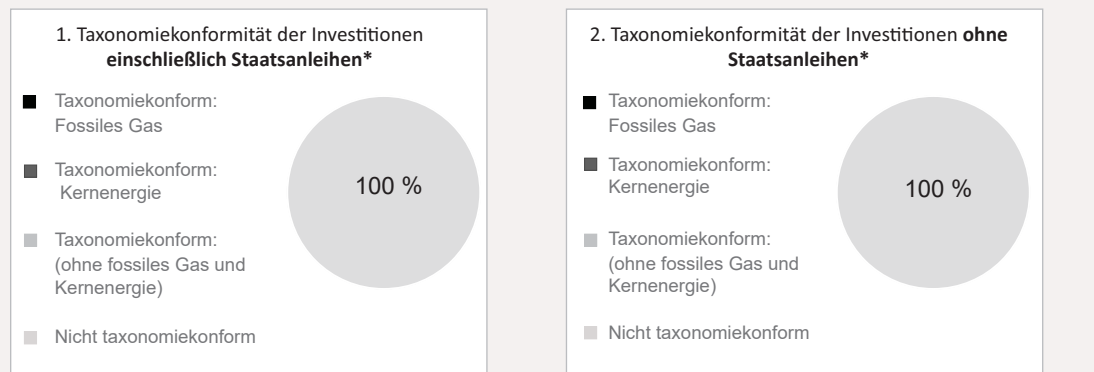 1. Taxonomiekonformität der Investitionen
einschließlich Staatsanleihen*
Taxonomiekonform:
Fossiles Gas
Taxonomiekonform:
Kernenergie
Taxonomiekonform:
(ohne fossiles Gas und
Kernenergie)
Nicht taxonomiekonform
100 %
2. Taxonomiekonformität der Investitionen ohne
Staatsanleihen*
Taxonomiekonform:
Fossiles Gas
Taxonomiekonform:
Kernenergie
Taxonomiekonform:
(ohne fossiles Gas und
Kernenergie)
Nicht taxonomiekonform
100 %